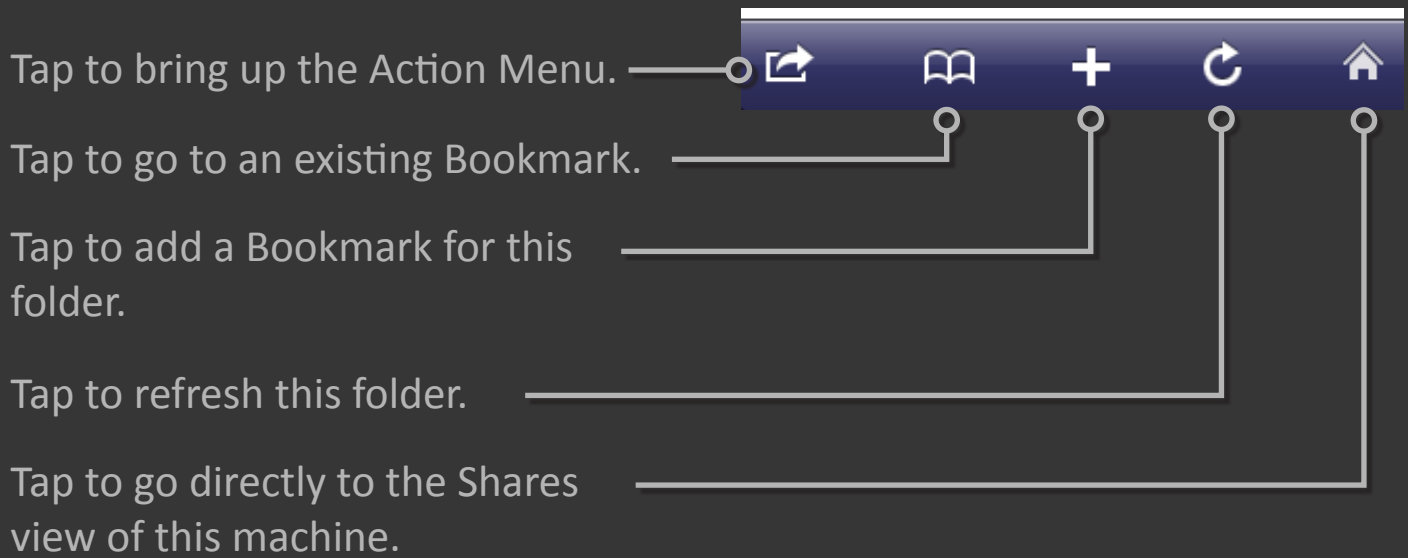 Tap to bring up the Action Menu.
Tap to go to an existing Bookmark.
Tap to add a Bookmark for this
folder.
Tap to refresh this folder.
Tap to go directly to the Shares
view of this machine.